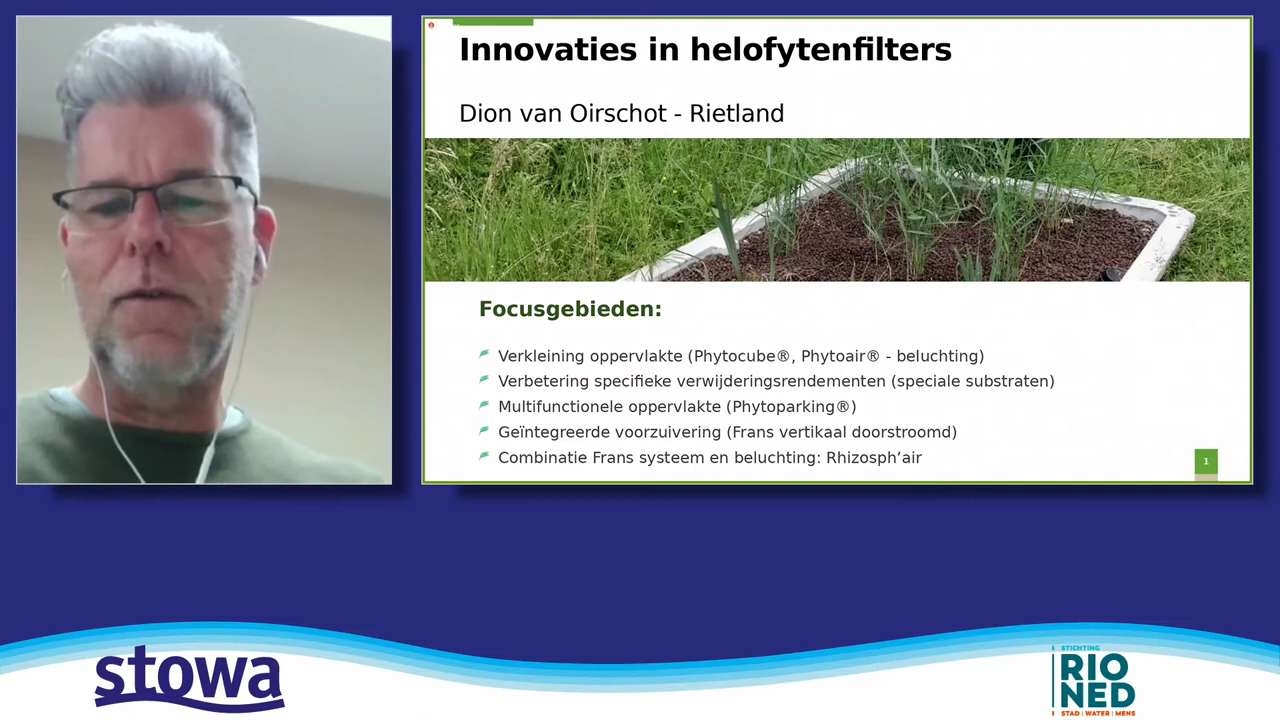 Innovaties in helofytenfilters
Dion van Oirschot - Rietland
Focusgebieden:
Verkleining oppervlakte (Phytocube®, Phytoair® - beluchting)
Verbetering specifieke verwijderingsrendementen (speciale substraten)
Multifunctionele oppervlakte (Phytoparking®)
Geïntegreerde voorzuivering (Frans vertikaal doorstroomd)
Combinatie Frans systeem en beluchting: Rhizosph’air
1
stowa
STICHTING
RIO
NED
STAD | WATER | MENS